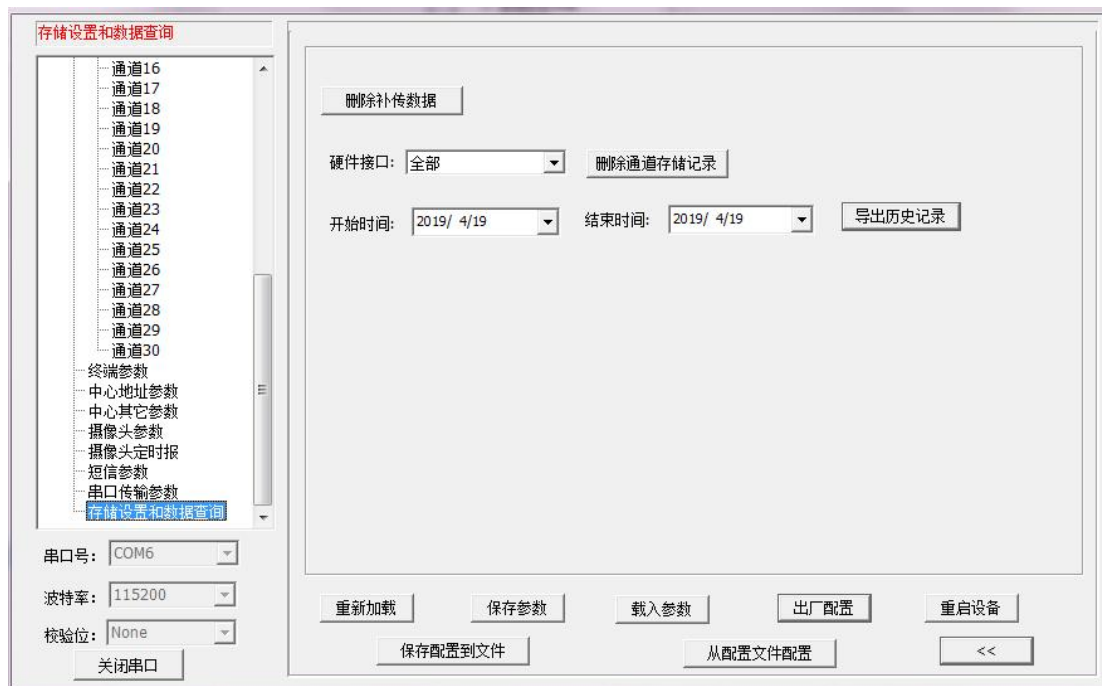 存储设置和数据查询
通道16
通道17
通道18
通道19
通道20
通道21
通道22
通道23
通道24
通道25
通道26
通道27
通道28
通道29
通道30
终端参数
中心地址参数
中心其它参数
摄像头参数
摄像头定时报
短信参数
串口传输参数
存储设置和数据查询
串口号: COM6
波特率: 115200
校验位: None
关闭串口
删除补传数据
硬件接口: 全部 删除通道存储记录
开始时间: 2019/ 4/19 结束时间: 2019/ 4/19 导出历史记录
重新加载 保存参数 载入参数 出厂配置 重启设备
保存配置到文件 从配置文件配置 <<